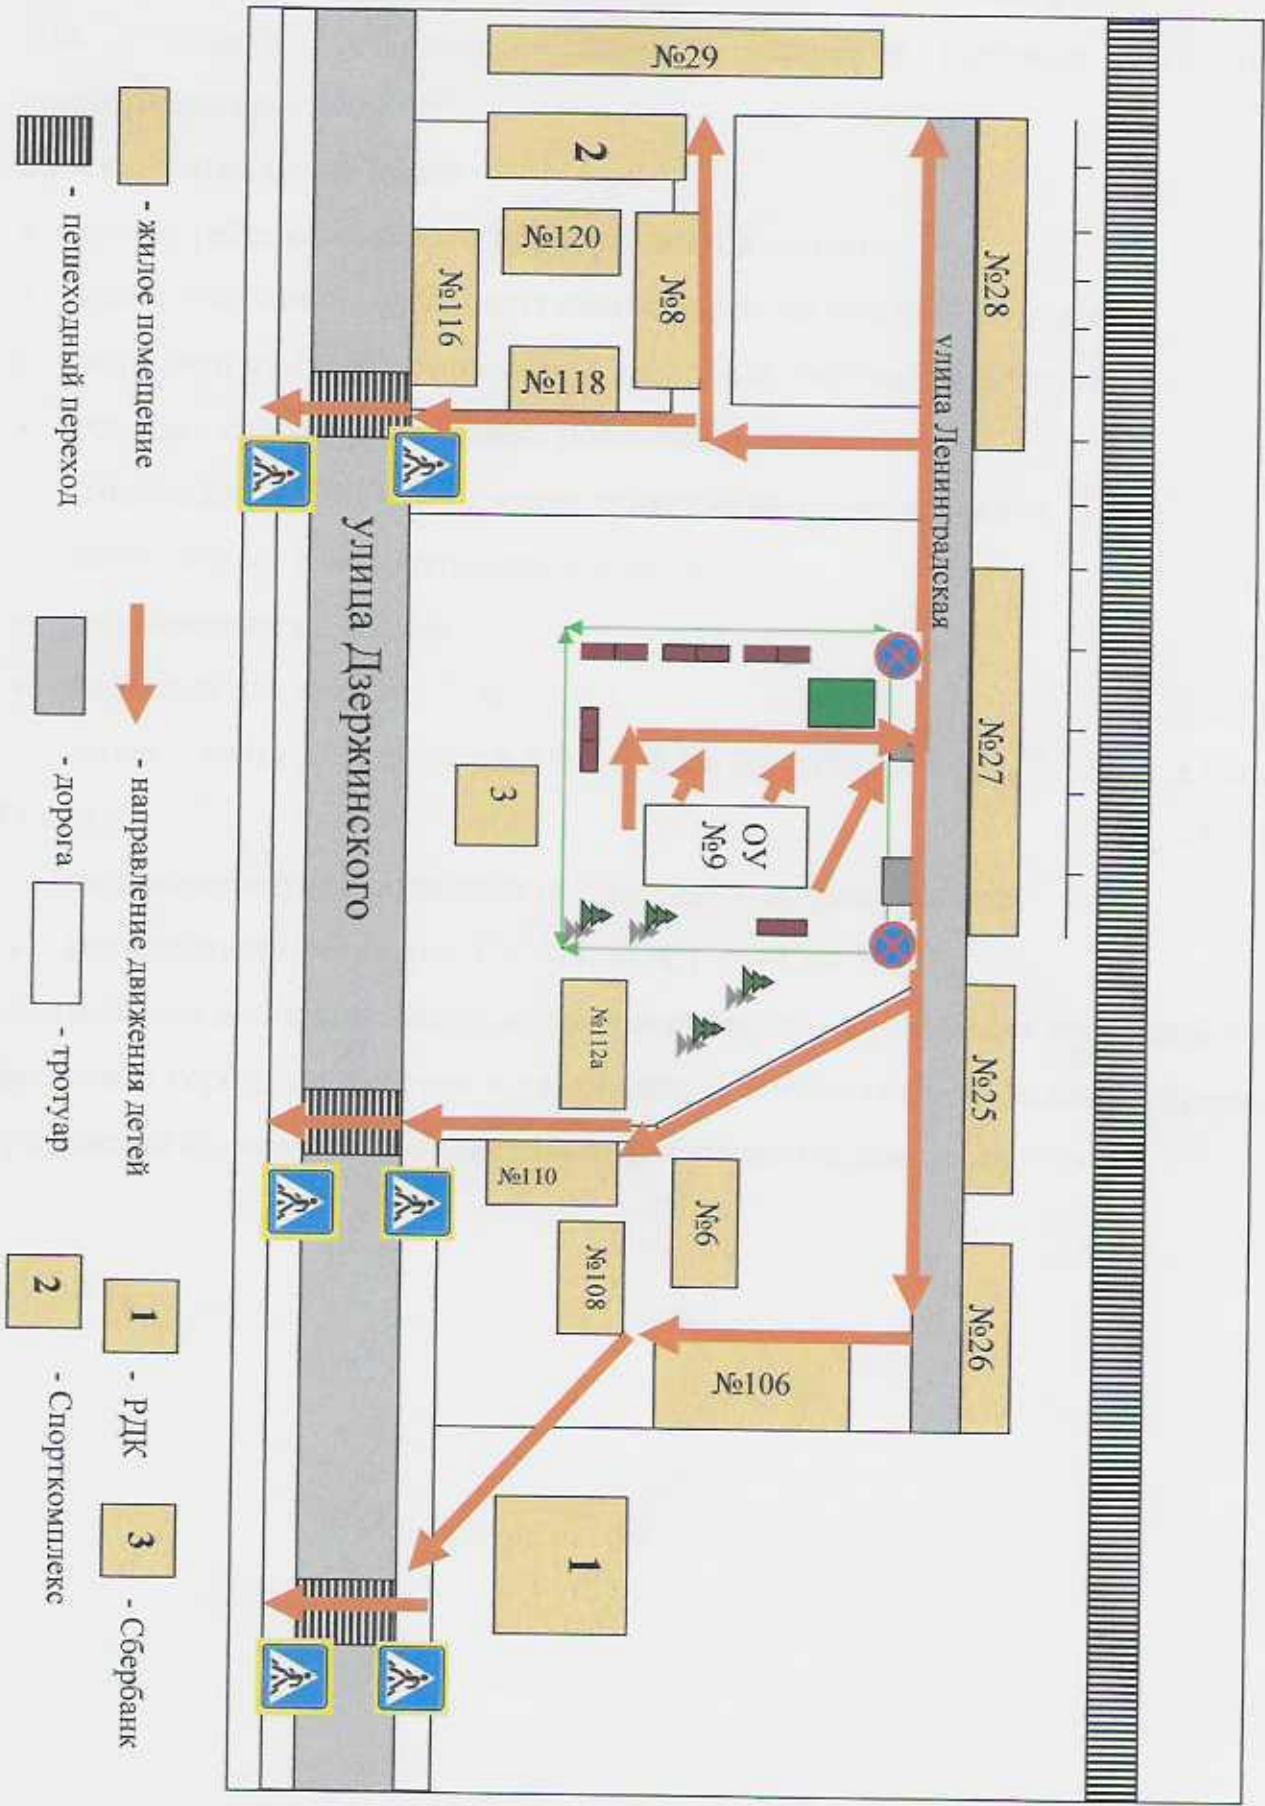 №29
2
№120
№8
№116
№118
№28
улица Ленинградская
улица Дзержинского
№27
3
ОУ
№9
№112а
№25
№110
№6
№108
№26
№106
1
- жилое помещение
- пешеходный переход
- направление движения детей
- дорога
- тротуар
1 - РДК
2 - Спорткомплекс
3 - Сбербанк